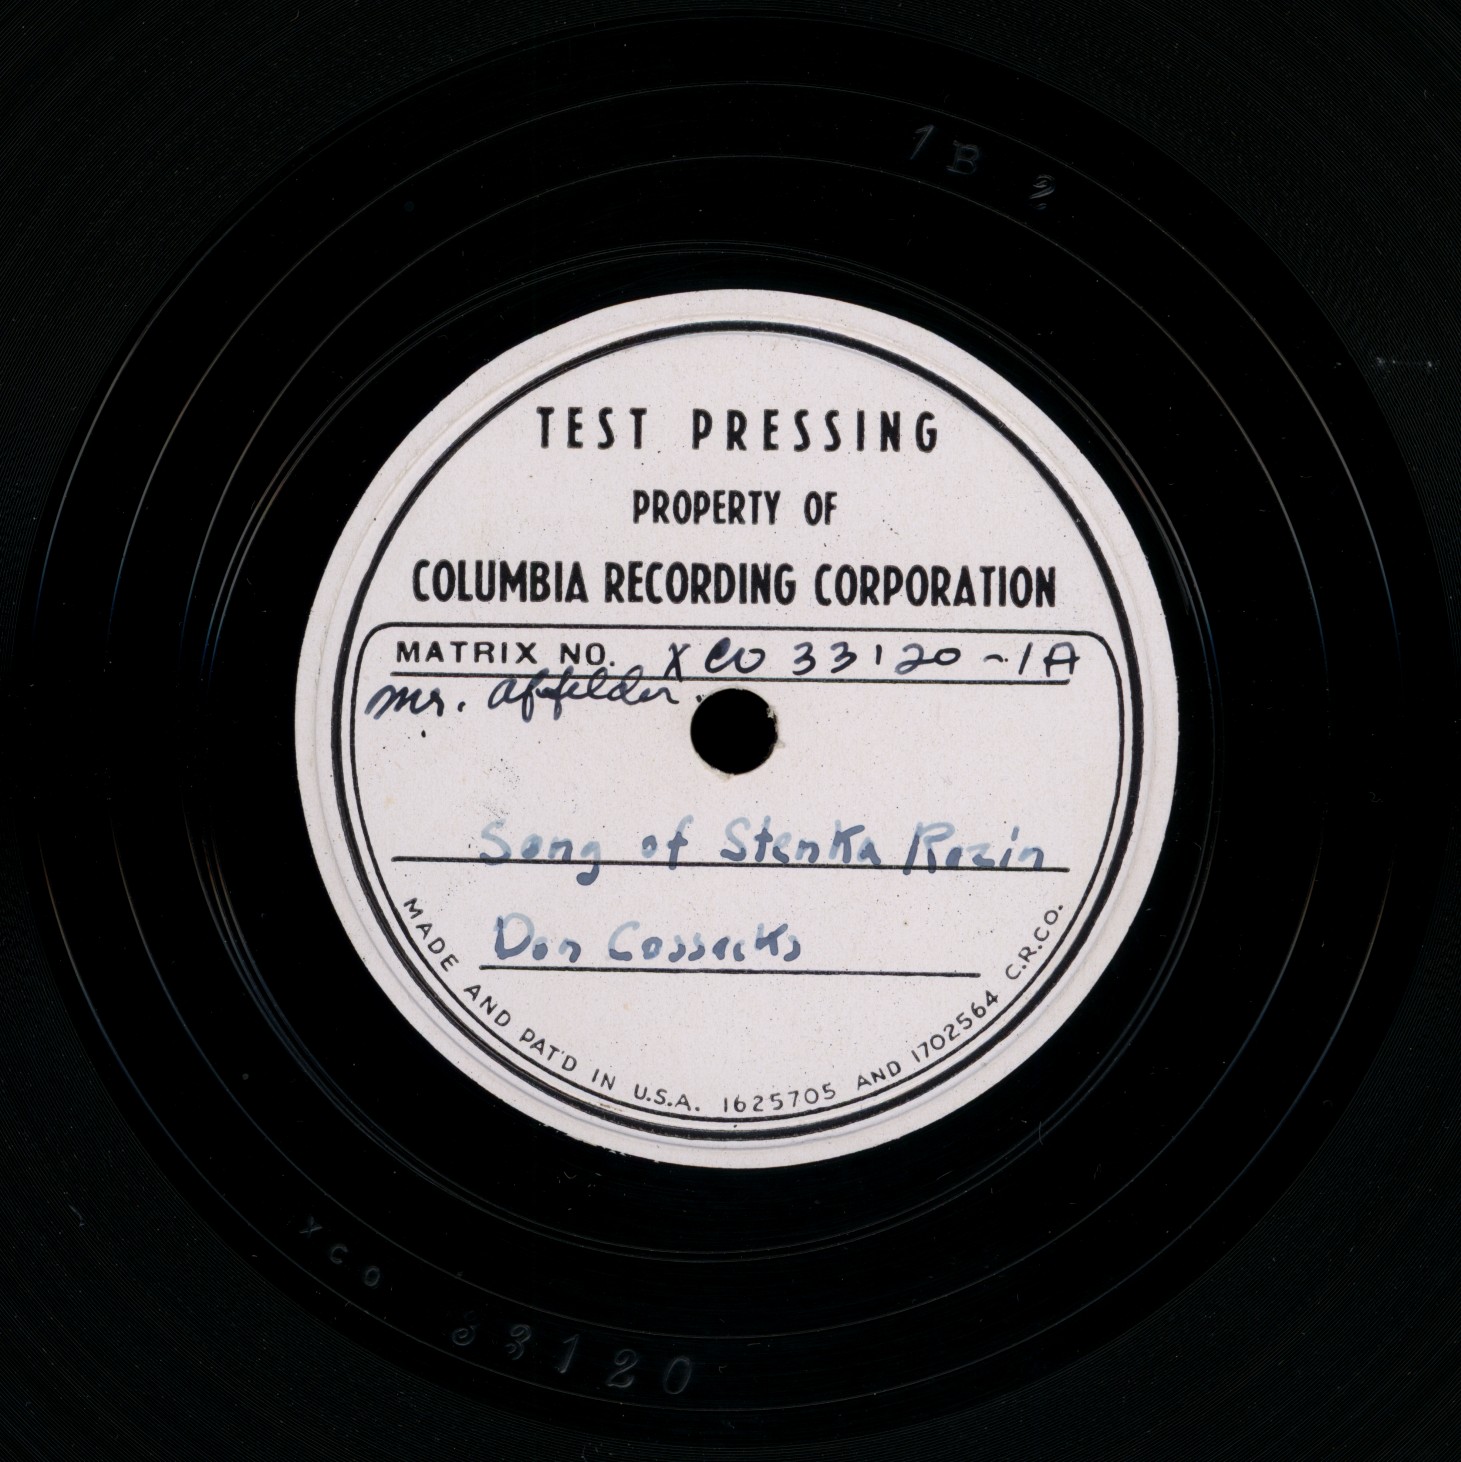 1B 2
TEST PRESSING
PROPERTY OF
COLUMBIA RECORDING CORPORATION
MATRIX NO. XCO 33120-1A
Mr. Affelder.
Song of Stenka Razin
Don Cossacks
MADE AND PAT'D IN U.S.A. 1625705 AND 1702564 C.R.CO.
XCO 33120